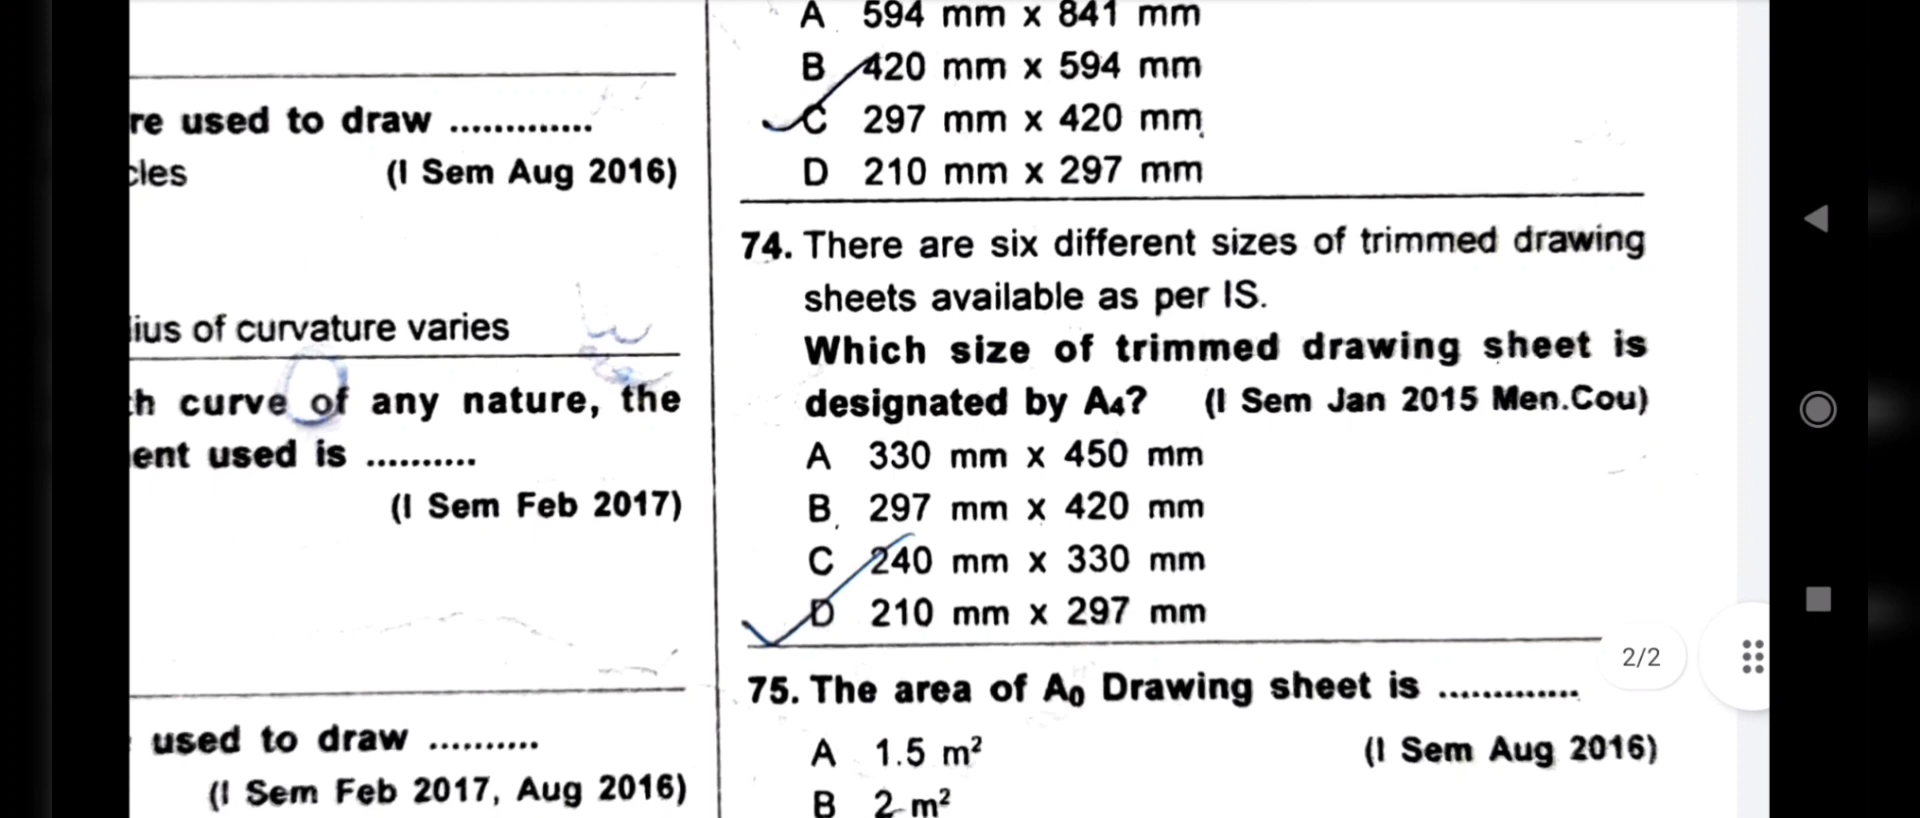 re used to draw .............
cles (I Sem Aug 2016)
ius of curvature varies
h curve of any nature, the
ent used is ..........
(I Sem Feb 2017)
used to draw ..........
(I Sem Feb 2017, Aug 2016)
A 594 mm x 841 mm
B 420 mm x 594 mm
C 297 mm x 420 mm
D 210 mm x 297 mm
74. There are six different sizes of trimmed drawing
sheets available as per IS.
Which size of trimmed drawing sheet is
designated by A4? (I Sem Jan 2015 Men.Cou)
A 330 mm x 450 mm
B 297 mm x 420 mm
C 240 mm x 330 mm
D 210 mm x 297 mm
75. The area of A0 Drawing sheet is .............
A 1.5 m² (I Sem Aug 2016)
B 2 m²
2/2